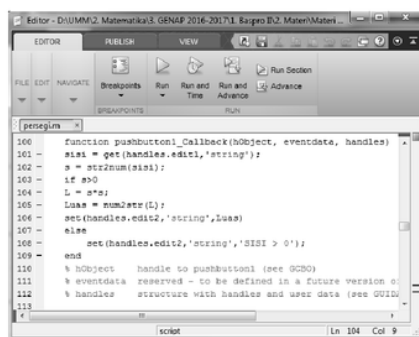 Editor - D:\UMM\2. Matematika\3. GENAP 2016-2017\1. Baspro II\2. Materi\Materi ...
EDITOR PUBLISH VIEW
FILE EDIT NAVIGATE Breakpoints Run Run and Time Run and Advance Run Section Advance
BREAKPOINTS RUN
persegi.m ×
100 function pushbutton1_Callback(hObject, eventdata, handles)
101 - sisi = get(handles.edit1,'string');
102 - s = str2num(sisi);
103 - if s>0
104 - L = s*s;
105 - Luas = num2str(L);
106 - set(handles.edit2,'string',Luas)
107 - else
108 - set(handles.edit2,'string','SISI > 0');
109 - end
110 % hObject handle to pushbutton1 (see GCBO)
111 % eventdata reserved - to be defined in a future version o
112 % handles structure with handles and user data (see GUIDA
113
script Ln 104 Col 9